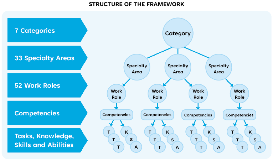 STRUCTURE OF THE FRAMEWORK
7 Categories
33 Specialty Areas
52 Work Roles
Competencies
Tasks, Knowledge,
Skills and Abilities
Category
Specialty
Area
Specialty
Area
Specialty
Area
Work
Role
Work
Role
Work
Role
Work
Role
Competencies
Competencies
Competencies
Competencies
T K
T K
T K
T K
T S A
T S A
T S A
T S A